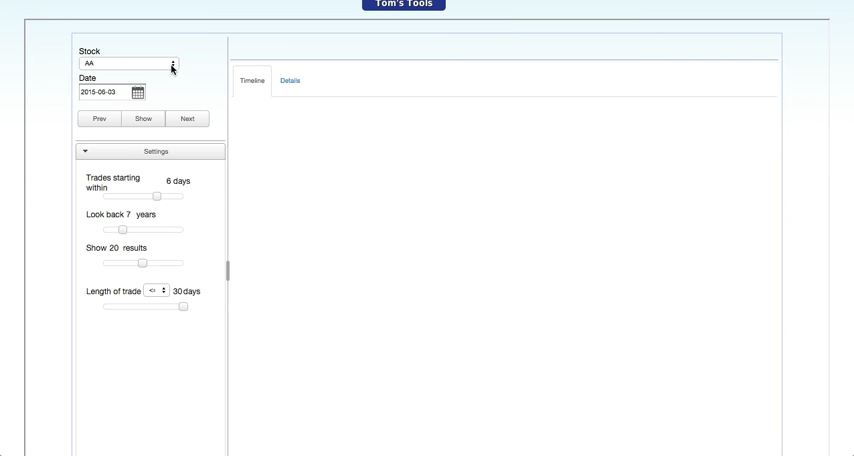 Tom's Tools
Stock
AA
Date
2015-06-03
Prev Show Next
Timeline Details
Settings
Trades starting
within
6 days
Look back 7 years
Show 20 results
Length of trade <= 30 days